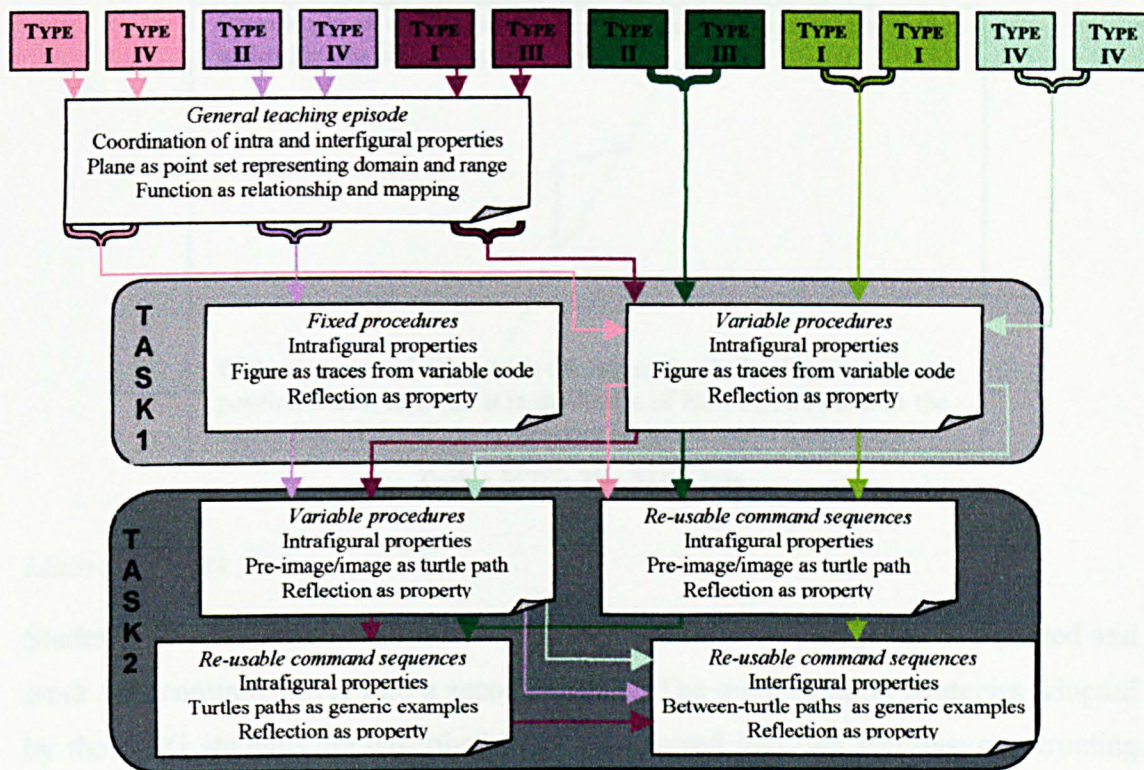 TYPE I
TYPE IV
TYPE II
TYPE IV
TYPE I
TYPE III
TYPE II
TYPE III
TYPE I
TYPE I
TYPE IV
TYPE IV
General teaching episode
Coordination of intra and interfigural properties
Plane as point set representing domain and range
Function as relationship and mapping
TASK 1
Fixed procedures
Intrafigural properties
Figure as traces from variable code
Reflection as property
Variable procedures
Intrafigural properties
Figure as traces from variable code
Reflection as property
TASK 2
Variable procedures
Intrafigural properties
Pre-image/image as turtle path
Reflection as property
Re-usable command sequences
Intrafigural properties
Pre-image/image as turtle path
Reflection as property
Re-usable command sequences
Intrafigural properties
Turtles paths as generic examples
Reflection as property
Re-usable command sequences
Interfigural properties
Between-turtle paths as generic examples
Reflection as property